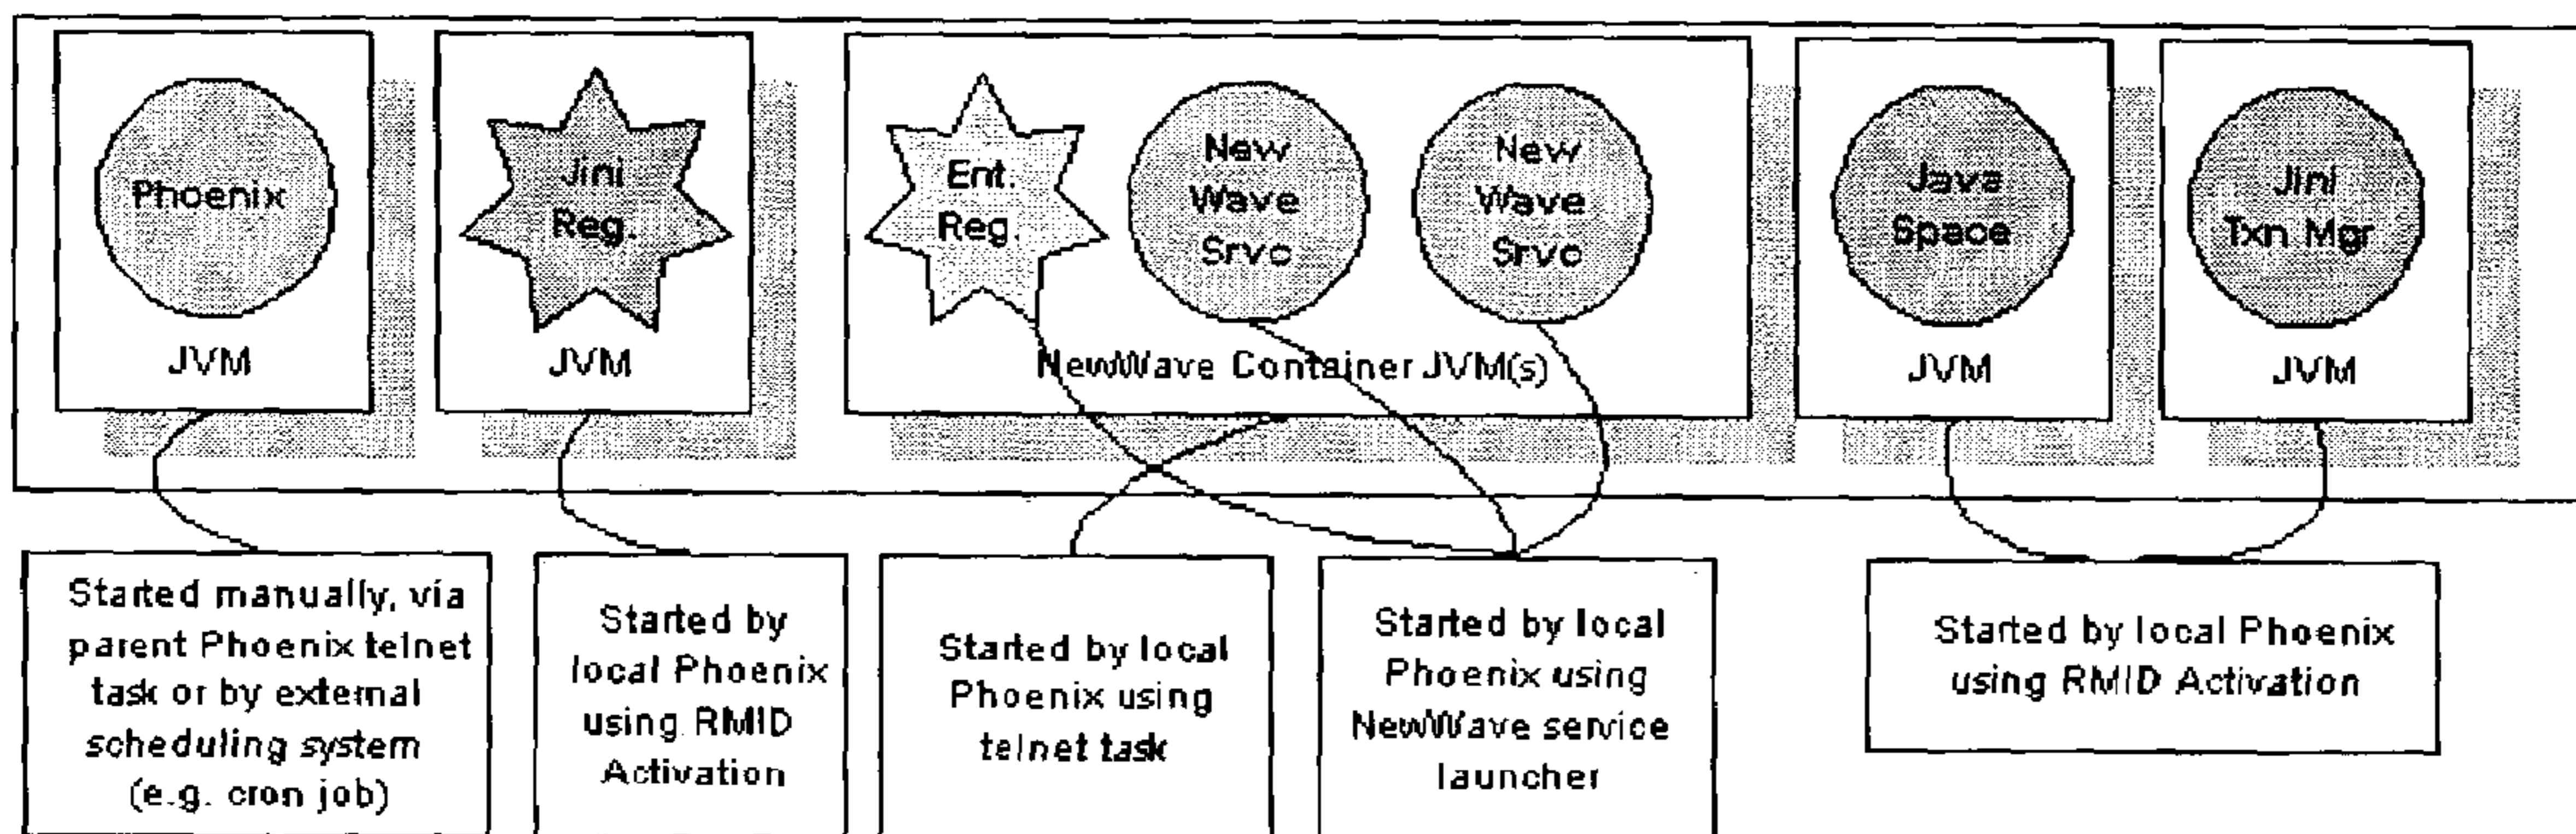 Phoenix
JVM
Jini
Reg.
JVM
Ent.
Reg.
New
Wave
Srvc
New
Wave
Srvc
NewWave Container JVM(s)
Java
Space
JVM
Jini
Txn Mgr
JVM
Started manually, via
parent Phoenix telnet
task or by external
scheduling system
(e.g. cron job)
Started by
local Phoenix
using RMID
Activation
Started by local
Phoenix using
telnet task
Started by local
Phoenix using
NewWave service
launcher
Started by local Phoenix
using RMID Activation